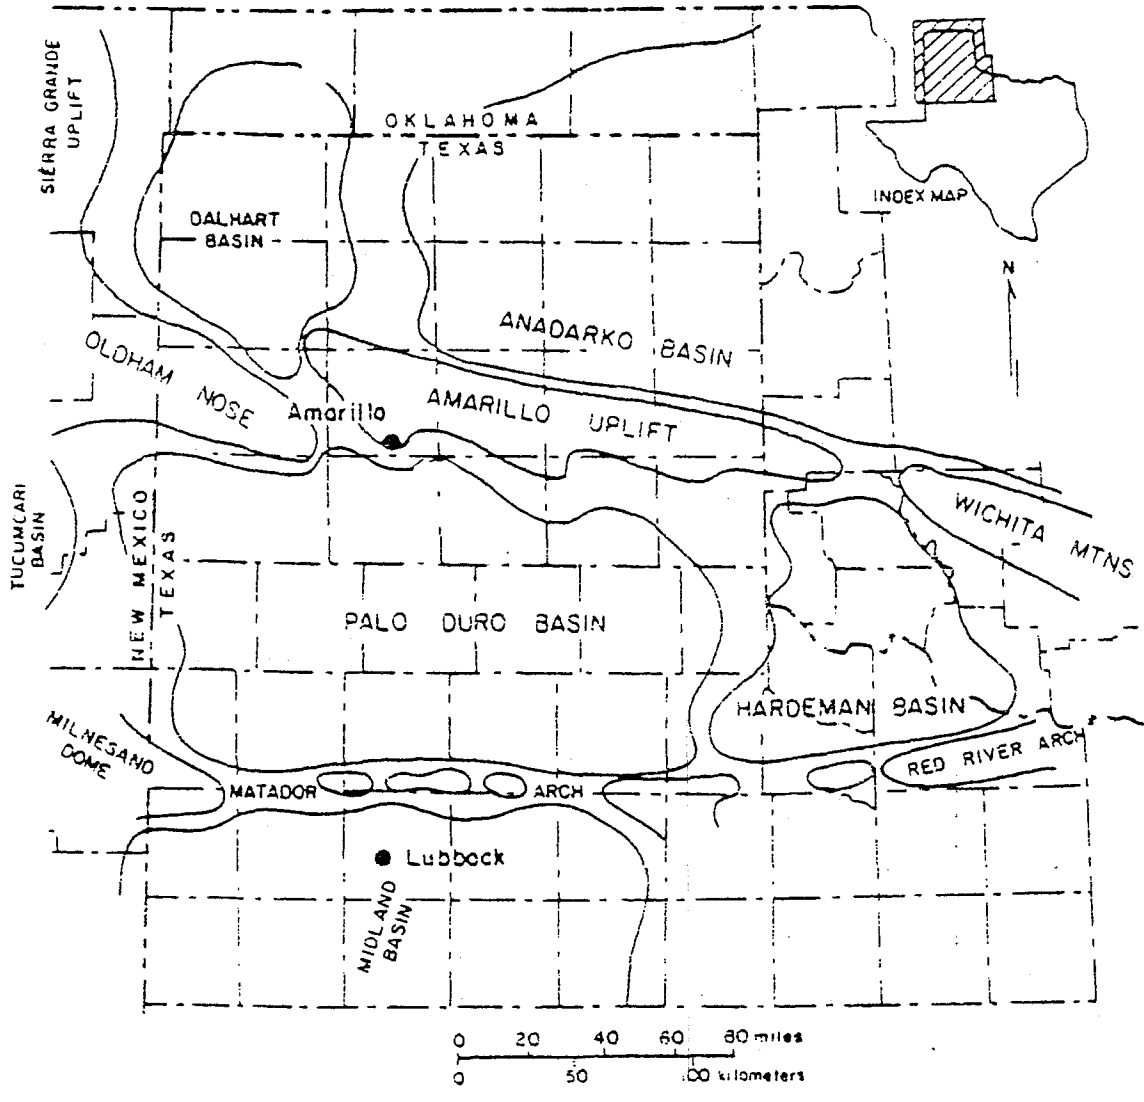 SIERRA GRANDE
UPLIFT
OKLAHOMA
TEXAS
INDEX MAP
DALHART
BASIN
N
ANADARKO BASIN
OLDHAM NOSE
Amarillo
AMARILLO UPLIFT
TUCUMCARI
BASIN
NEW MEXICO
TEXAS
WICHITA MTNS
PALO DURO BASIN
HARDEMAN BASIN
MILNESAND
DOME
RED RIVER ARCH
MATADOR ARCH
Lubbock
MIDLAND
BASIN
0 20 40 60 80 miles
0 50 100 kilometers